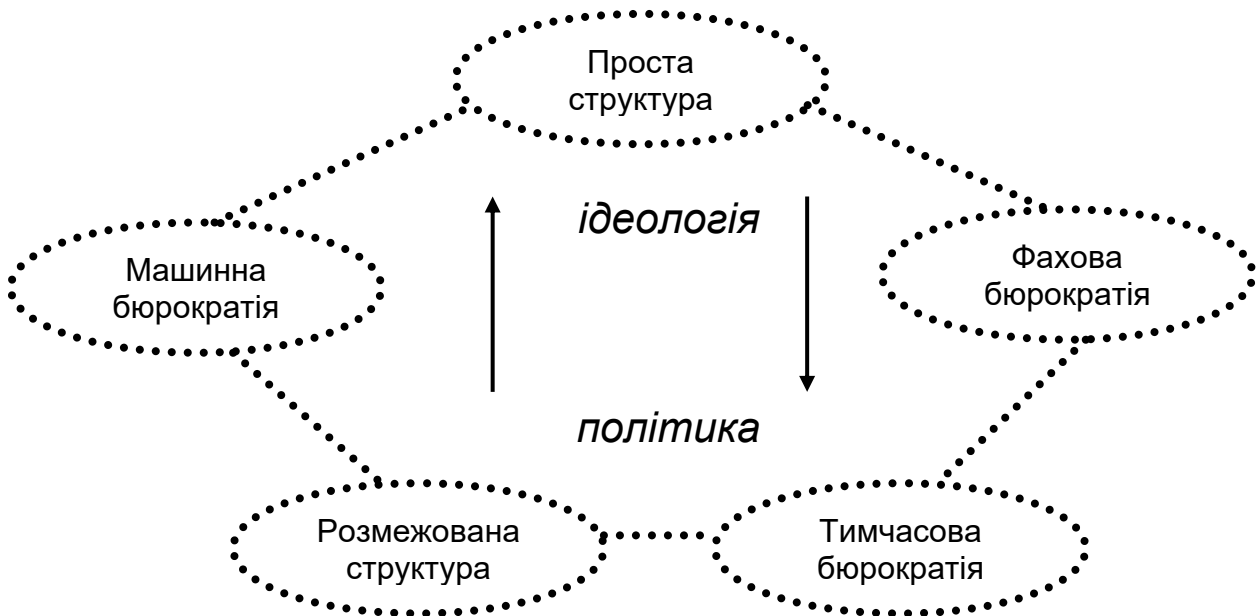 Проста
структура
ідеологія
Машинна
бюрократія
Фахова
бюрократія
політика
Розмежована
структура
Тимчасова
бюрократія